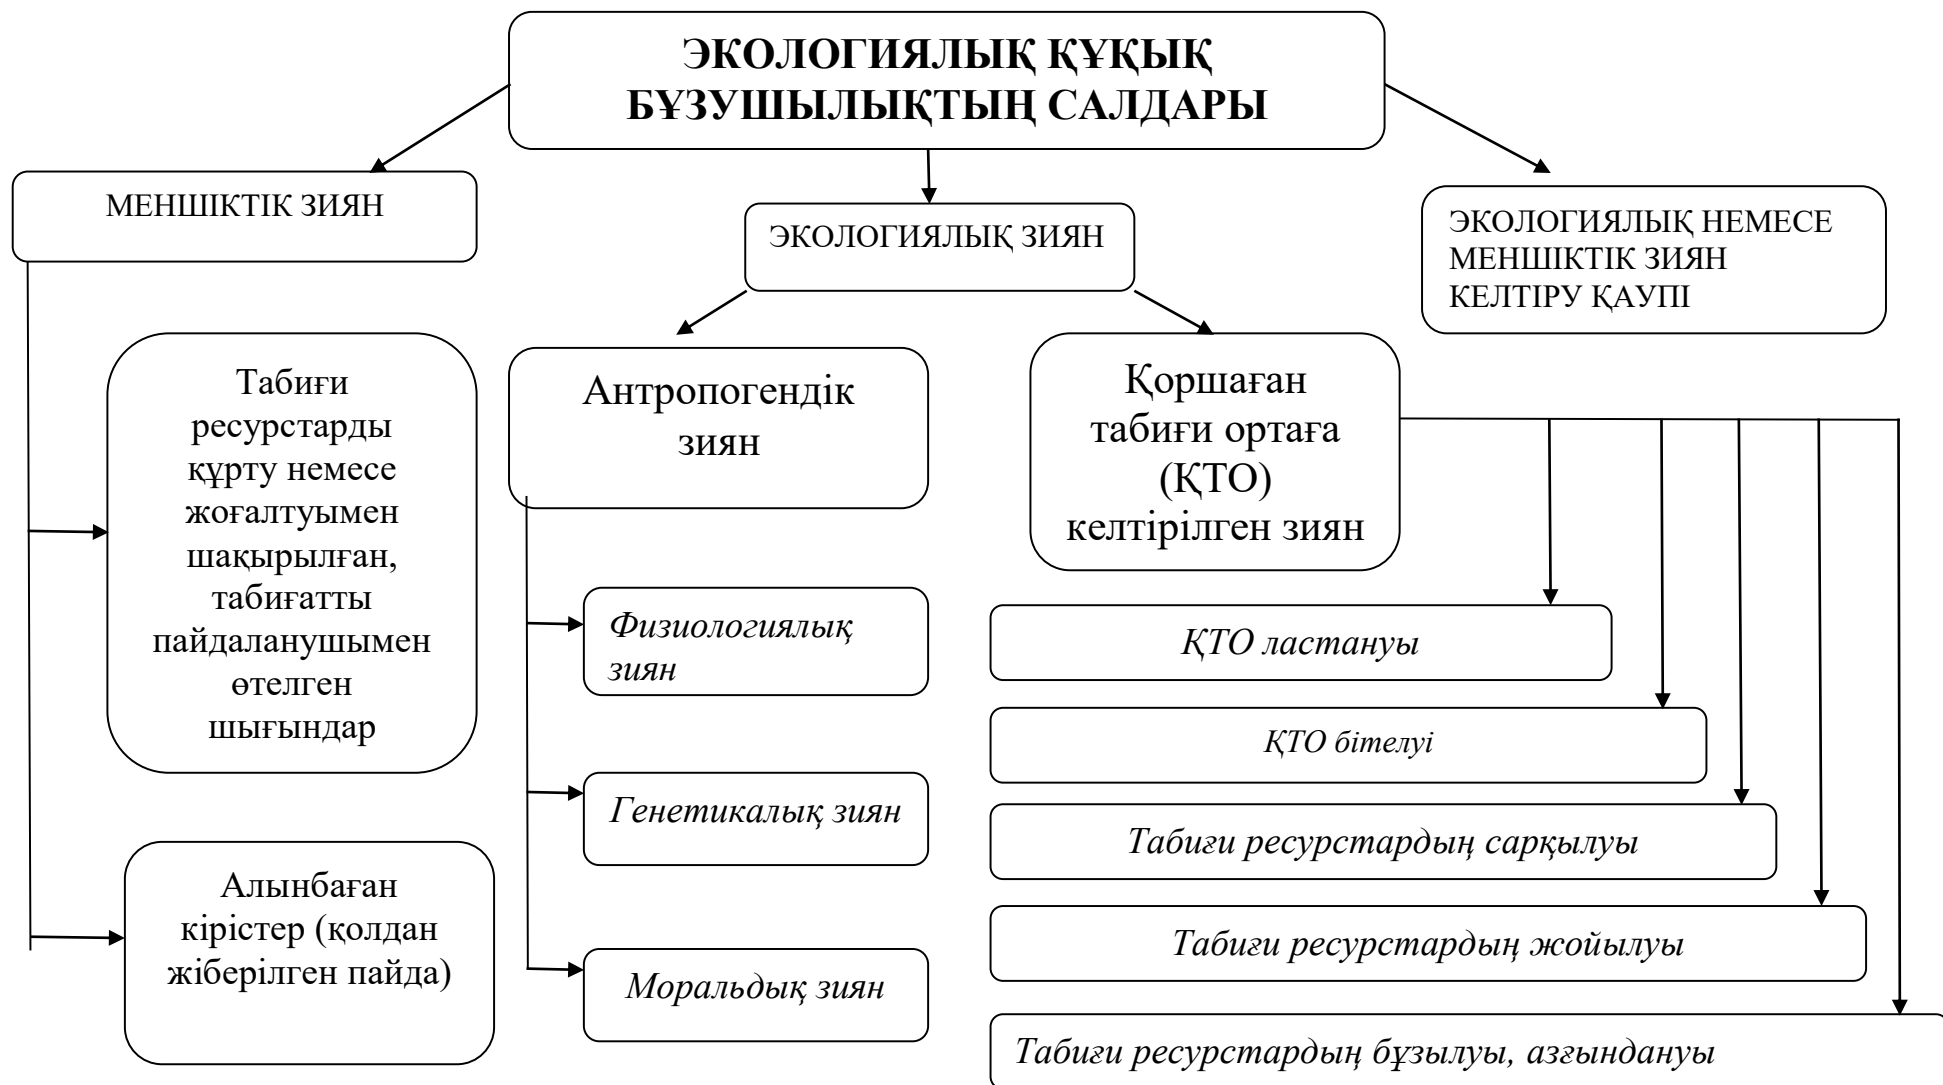 ЭКОЛОГИЯЛЫҚ ҚҰҚЫҚ
БҰЗУШЫЛЫҚТЫҢ САЛДАРЫ
МЕНШІКТІК ЗИЯН
ЭКОЛОГИЯЛЫҚ ЗИЯН
ЭКОЛОГИЯЛЫҚ НЕМЕСЕ
МЕНШІКТІК ЗИЯН
КЕЛТІРУ ҚАУПІ
Табиғи
ресурстарды
құрту немесе
жоғалтуымен
шақырылған,
табиғатты
пайдаланушымен
өтелген
шығындар
Алынбаған
кірістер (қолдан
жіберілген пайда)
Антропогендік
зиян
Физиологиялық
зиян
Генетикалық зиян
Моральдық зиян
Қоршаған
табиғи ортаға
(ҚТО)
келтірілген зиян
ҚТО ластануы
ҚТО бітелуі
Табиғи ресурстардың сарқылуы
Табиғи ресурстардың жойылуы
Табиғи ресурстардың бұзылуы, азғындануы